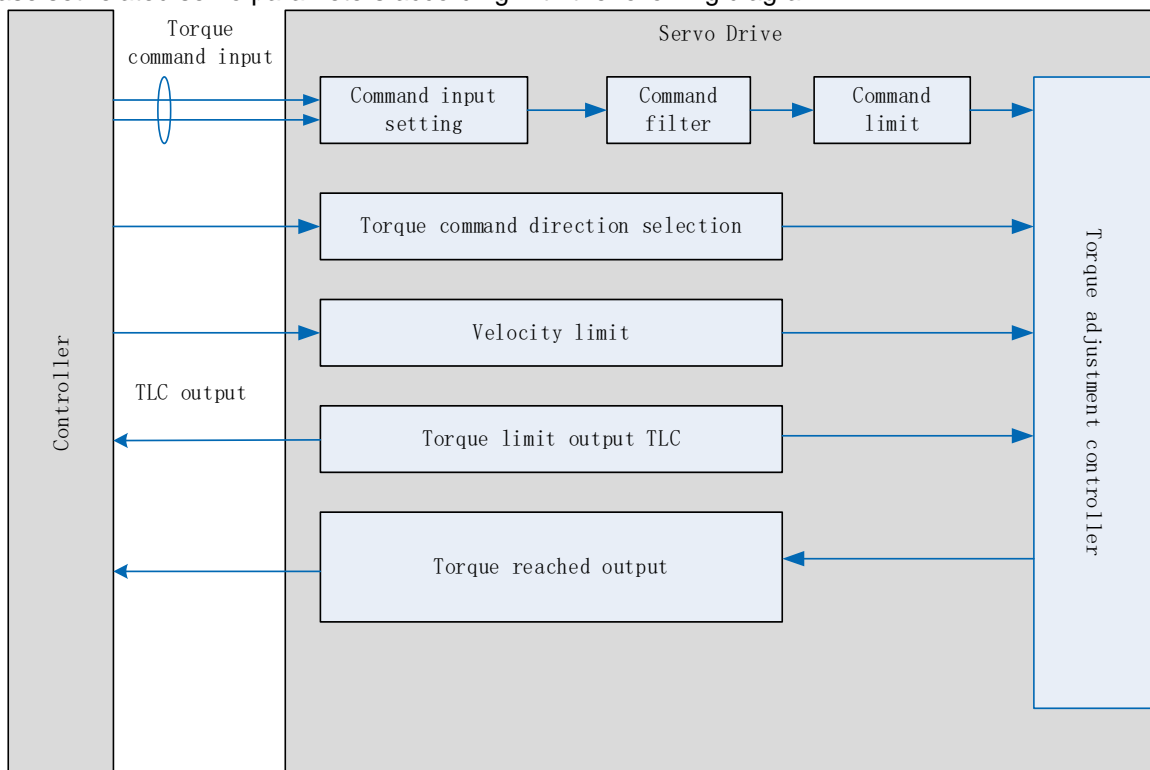 Torque
command input
Servo Drive
Command input
setting
Command
filter
Command
limit
Torque command direction selection
Velocity limit
TLC output
Torque limit output TLC
Torque reached output
Controller
Torque adjustment controller